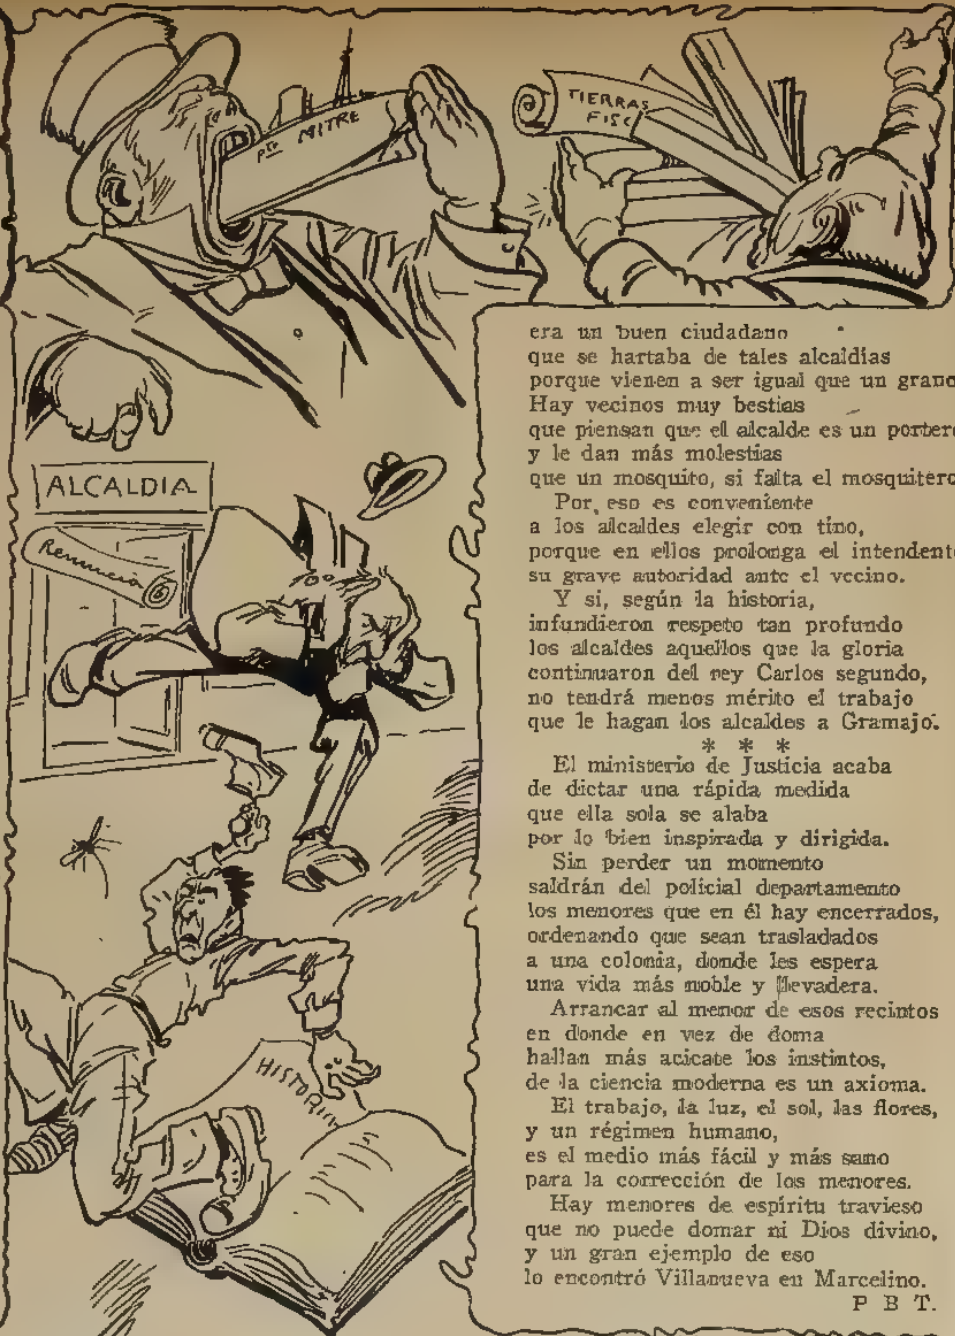 Pto MITRE
TIERRAS
FISC
ALCALDIA
Renuncia
HISTORIA
era un buen ciudadano
que se hartaba de tales alcaldías
porque vienen a ser igual que un grano
Hay vecinos muy bestias
que piensan que el alcalde es un portero
y le dan más molestias
que un mosquito, si falta el mosquitero
Por eso es conveniente
a los alcaldes elegir con tino,
porque en ellos prolonga el intendente
su grave autoridad ante el vecino.
Y si, según la historia,
infundieron respeto tan profundo
los alcaldes aquellos que la gloria
continuaron del rey Carlos segundo,
no tendrá menos mérito el trabajo
que le hagan los alcaldes a Gramajo.
* * *
El ministerio de Justicia acaba
de dictar una rápida medida
que ella sola se alaba
por lo bien inspirada y dirigida.
Sin perder un momento
saldrán del policial departamento
los menores que en él hay encerrados,
ordenando que sean trasladados
a una colonia, donde les espera
una vida más noble y llevadera.
Arrancar al menor de esos recintos
en donde en vez de doma
hallan más acicate los instintos,
de la ciencia moderna es un axioma.
El trabajo, la luz, el sol, las flores,
y un régimen humano,
es el medio más fácil y más sano
para la corrección de los menores.
Hay menores de espíritu travieso
que no puede domar ni Dios divino,
y un gran ejemplo de eso
lo encontró Villanueva en Marcelino.
P B T.